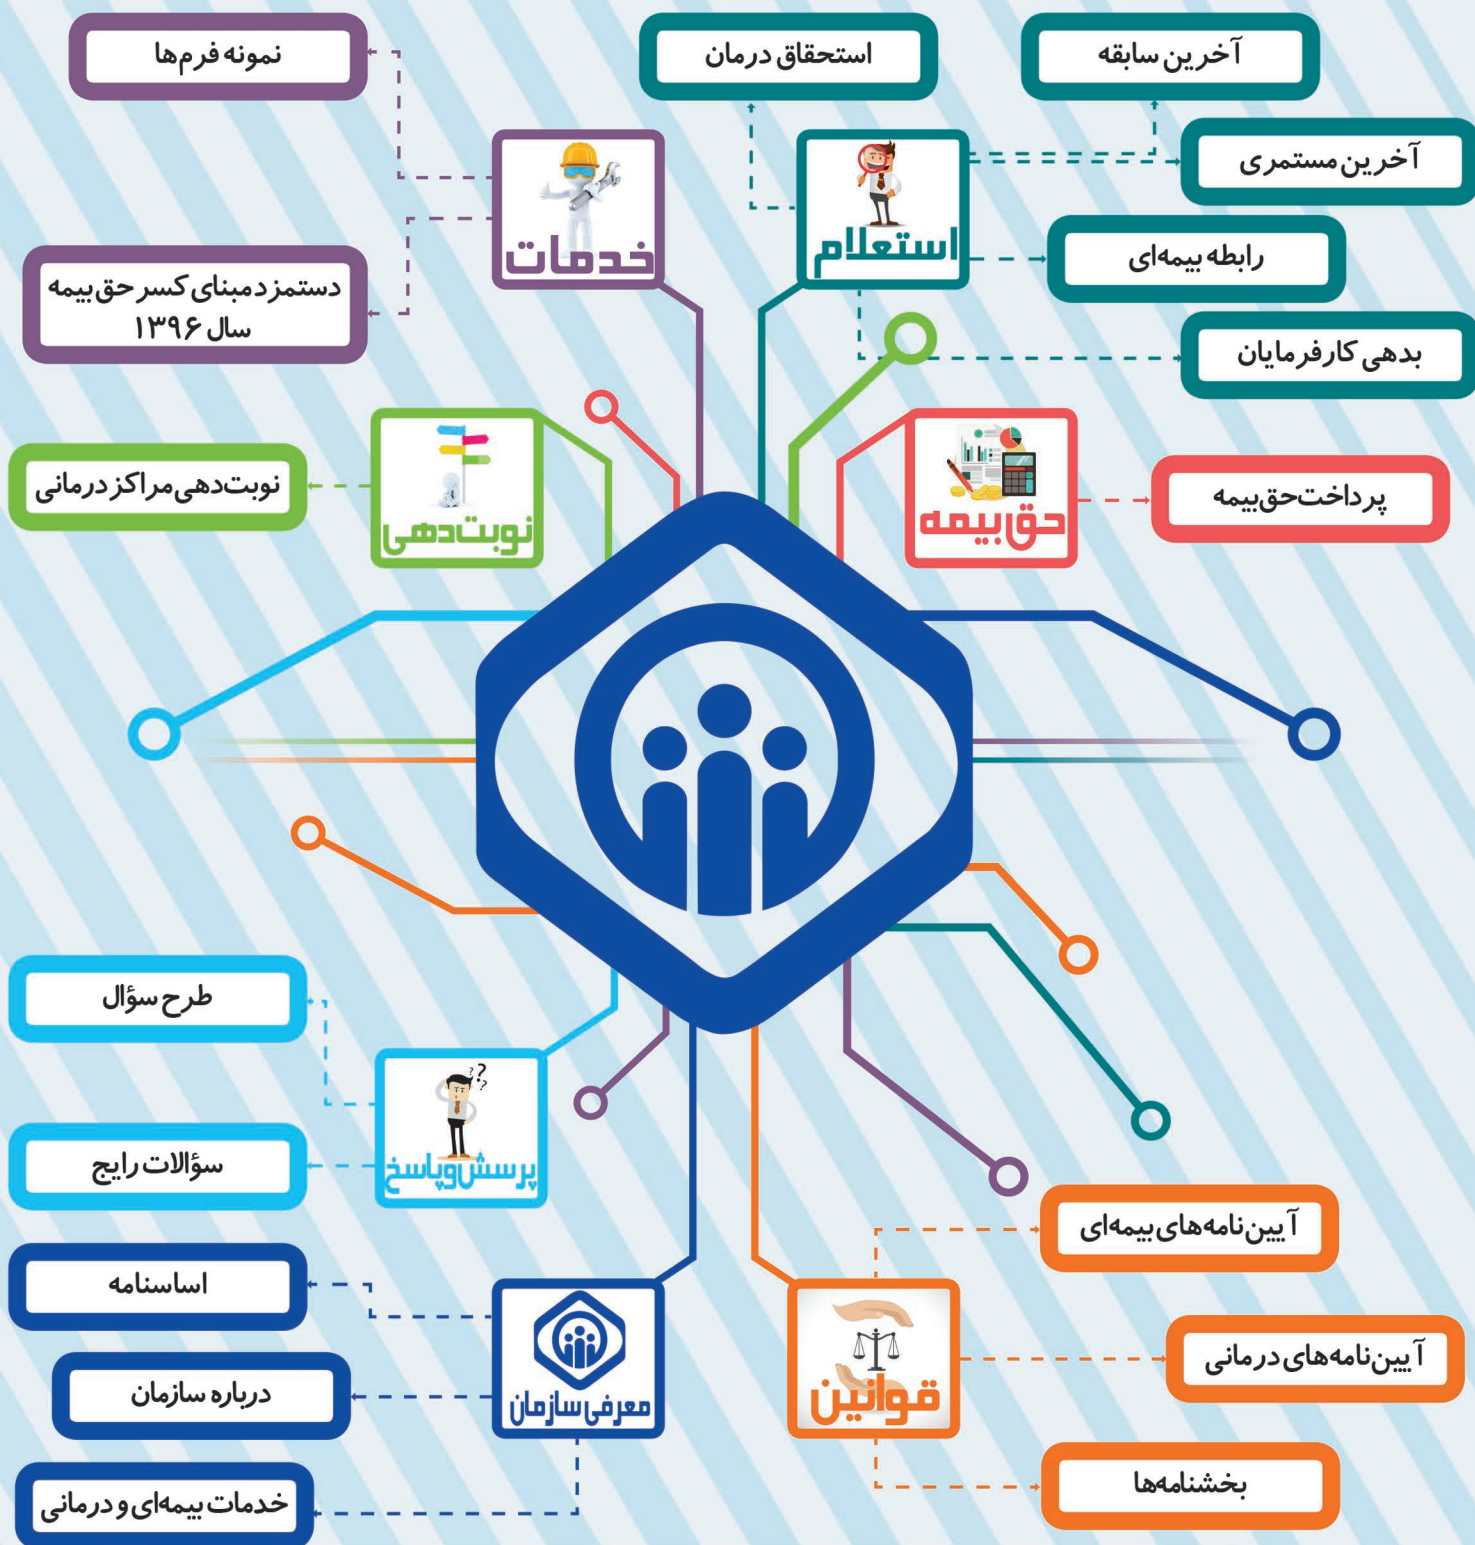 آخرین سابقه
استحقاق درمان
نمونه فرم‌ها
آخرین مستمری
استعلام
خدمات
رابطه بیمه‌ای
دستمزد مبنای کسر حق بیمه
سال ۱۳۹۶
بدهی کارفرمایان
پرداخت حق‌بیمه
حق‌بیمه
نوبت‌دهی
نوبت‌دهی مراکز درمانی
طرح سؤال
??
?
پرسش‌وپاسخ
سؤالات رایج
آیین‌نامه‌های بیمه‌ای
آیین‌نامه‌های درمانی
قوانین
بخشنامه‌ها
اساسنامه
معرفی سازمان
درباره سازمان
خدمات بیمه‌ای و درمانی